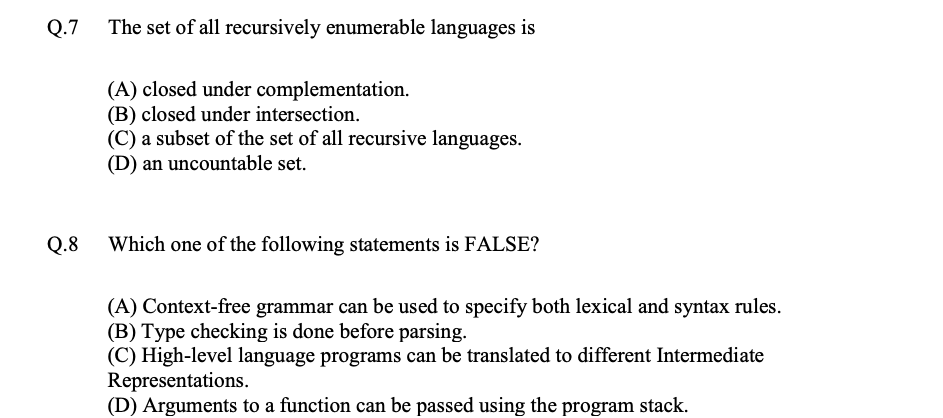 Q.7 The set of all recursively enumerable languages is
(A) closed under complementation.
(B) closed under intersection.
(C) a subset of the set of all recursive languages.
(D) an uncountable set.
Q.8 Which one of the following statements is FALSE?
(A) Context-free grammar can be used to specify both lexical and syntax rules.
(B) Type checking is done before parsing.
(C) High-level language programs can be translated to different Intermediate
Representations.
(D) Arguments to a function can be passed using the program stack.